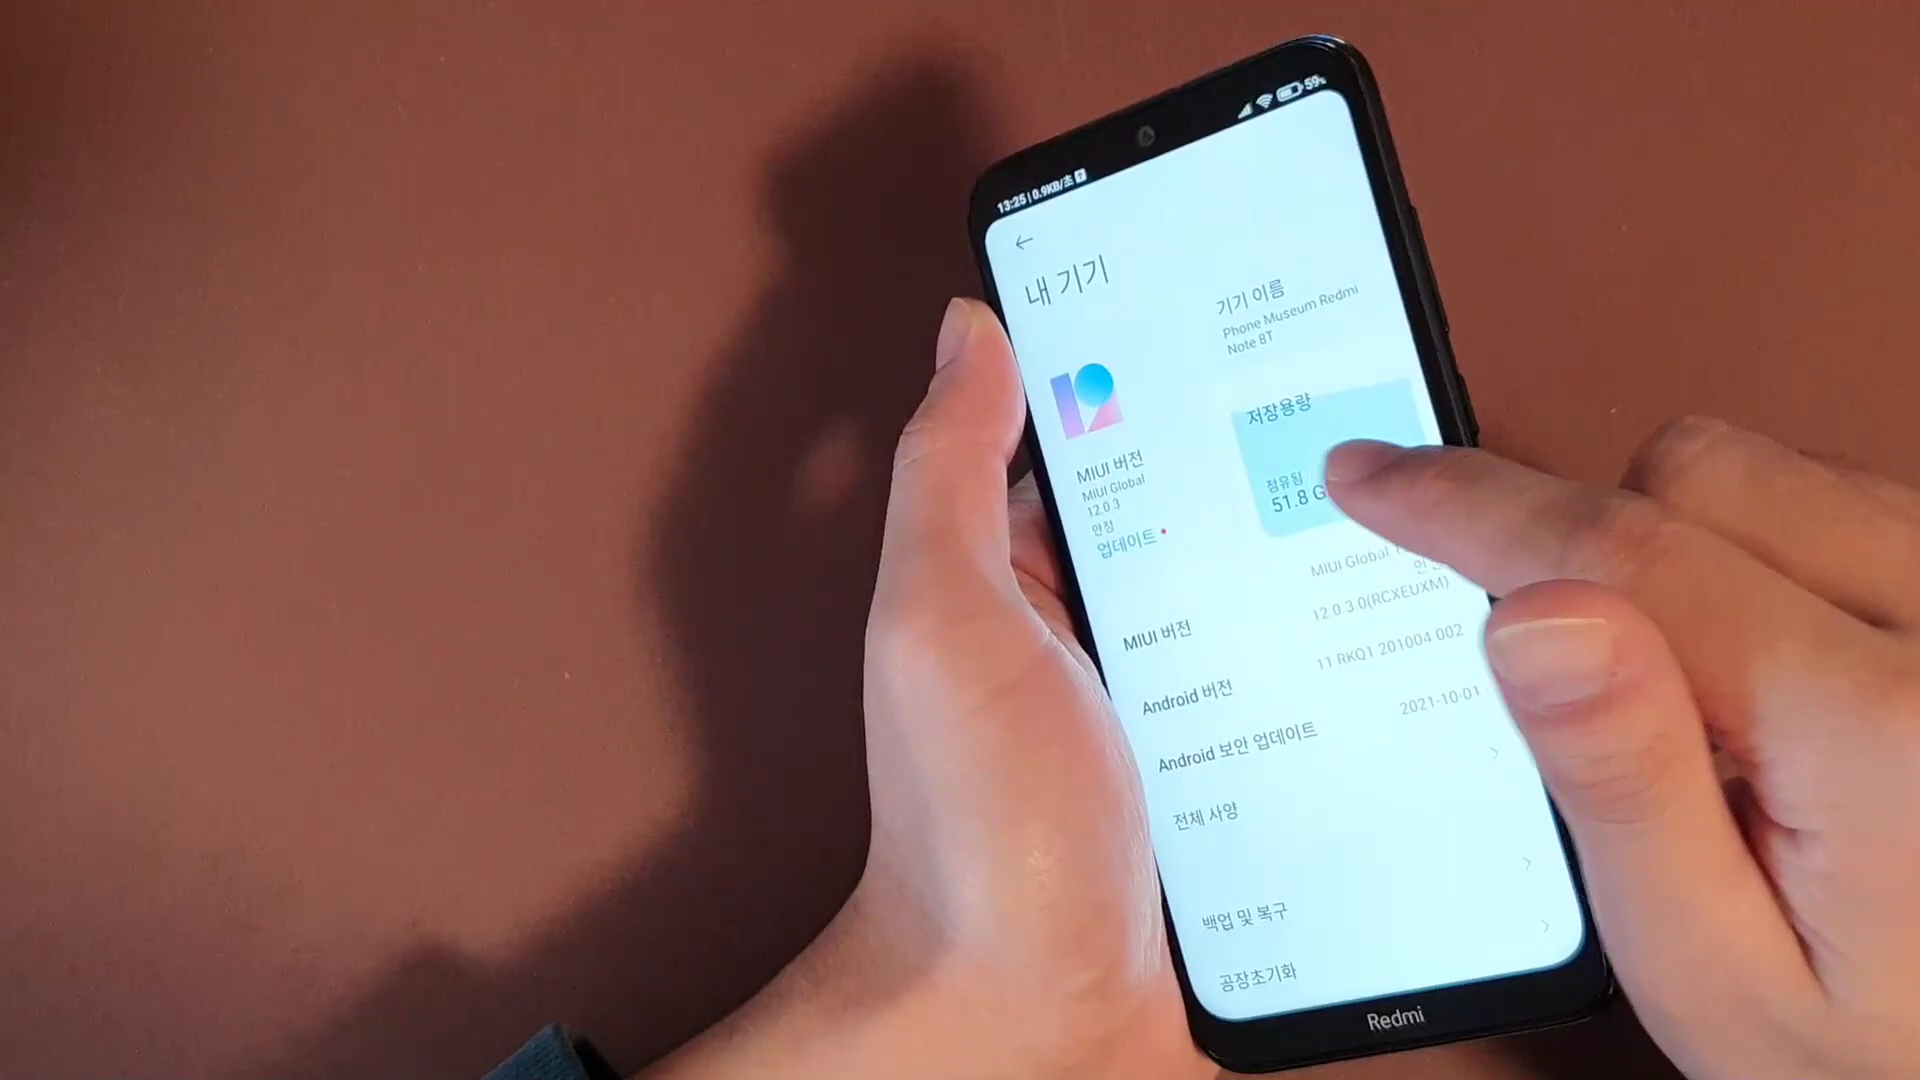 13:25 | 0.9KB/초
59%
내 기기
기기 이름
Phone Museum Redmi
Note 8T
저장용량
점유됨
51.8 G
MIUI 버전
MIUI Global
12.0.3
안정
업데이트
MIUI 버전
MIUI Global
12.0.3.0(RCXEUXM)
Android 버전
11 RKQ1.201004.002
Android 보안 업데이트
2021-10-01
전체 사양
백업 및 복구
공장초기화
Redmi